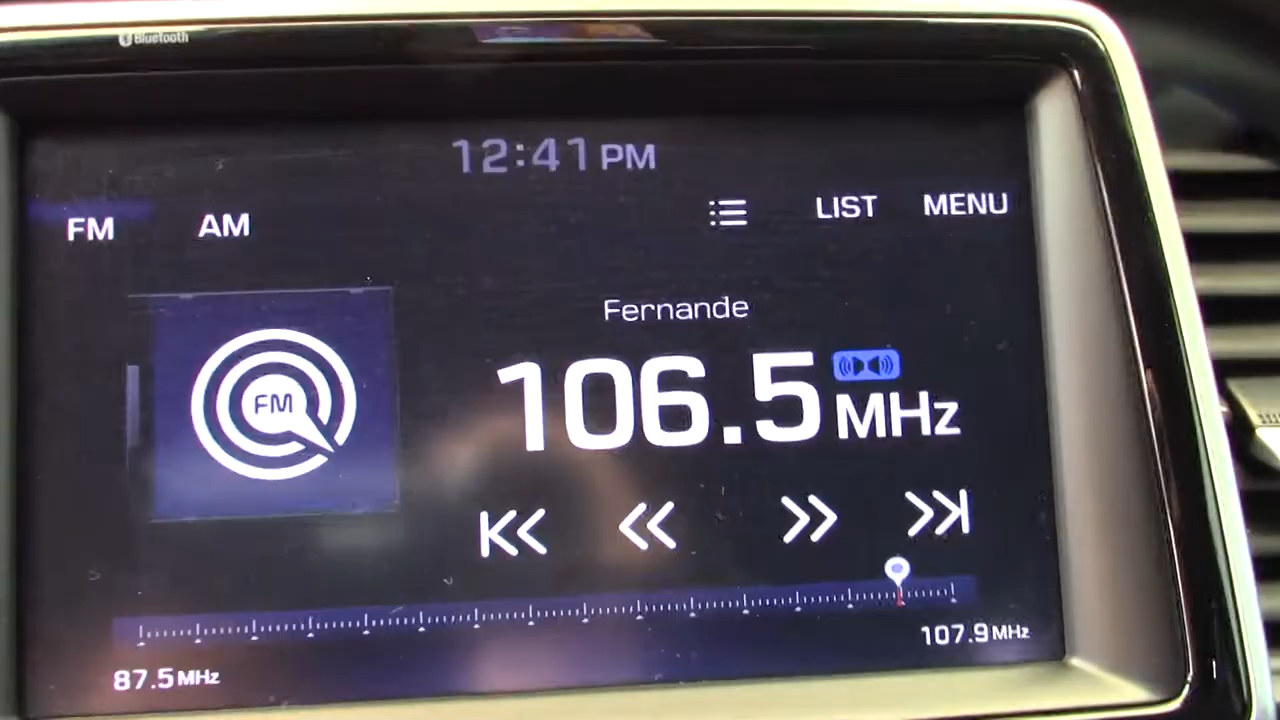 Bluetooth
12:41 PM
FM AM LIST MENU
Fernande
FM
106.5 MHz
87.5 MHz
107.9 MHz